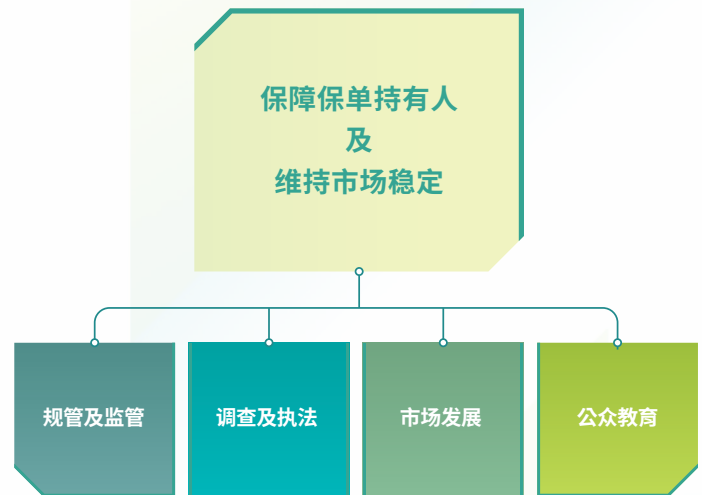 保障保单持有人
及
维持市场稳定
规管及监管
调查及执法
市场发展
公众教育